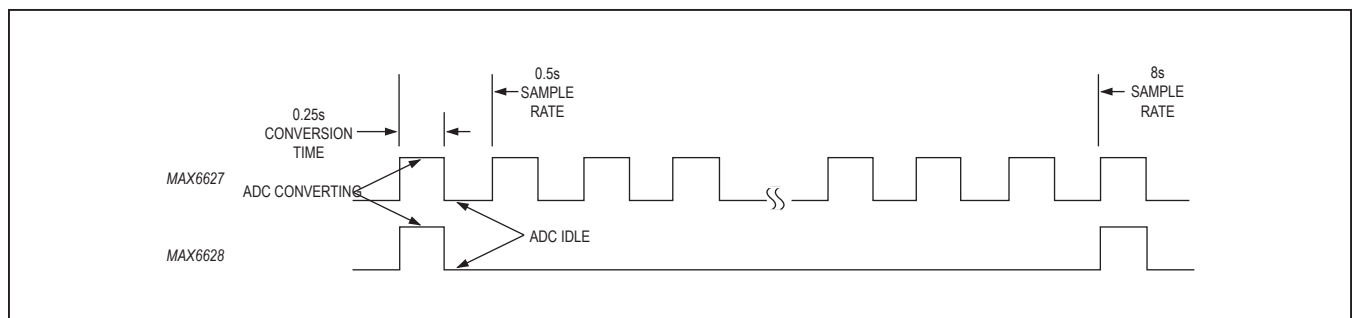 0.5s
SAMPLE
RATE
8s
SAMPLE
RATE
0.25s
CONVERSION
TIME
MAX6627
ADC CONVERTING
ADC IDLE
MAX6628